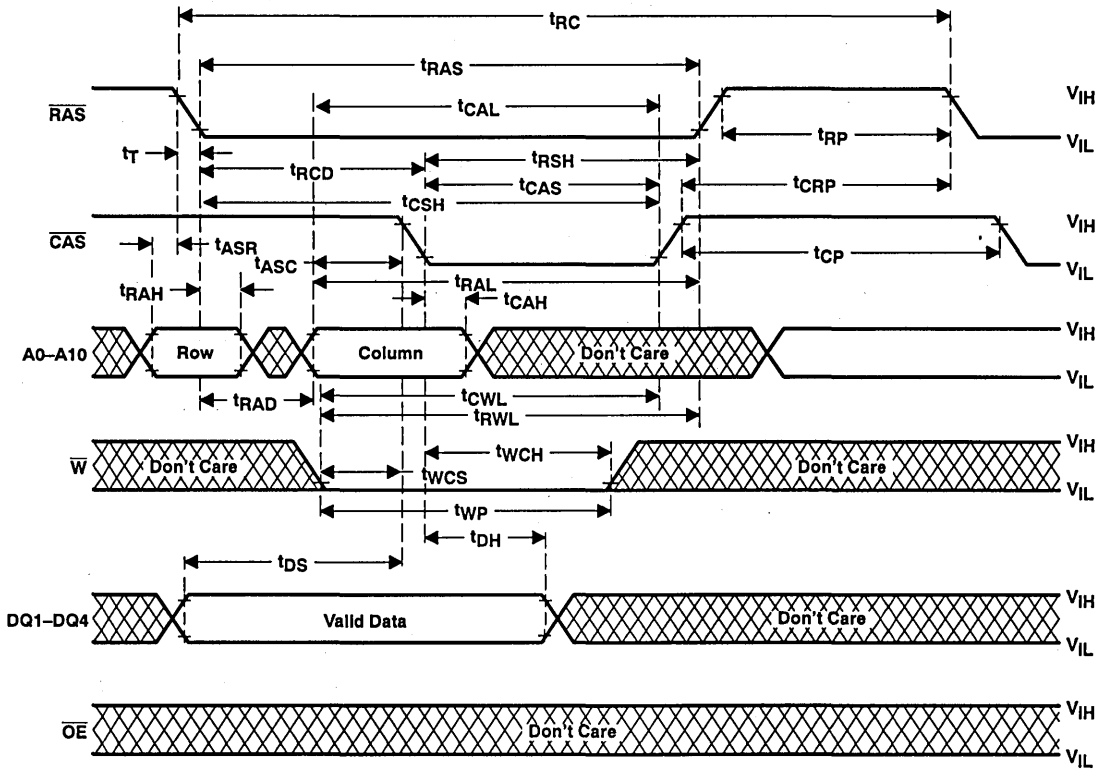 tRC
tRAS
RAS
tCAL
VIH
tRP
VIL
tT
tRCD
tRSH
tCAS
tCRP
tCSH
VIH
CAS
tASR
tASC
tCP
VIL
tRAL
tRAH
tCAH
VIH
A0–A10
Row
Column
Don't Care
VIL
tRAD
tCWL
tRWL
VIH
W
Don't Care
tWCH
Don't Care
tWCS
VIL
tWP
tDH
tDS
VIH
DQ1–DQ4
Valid Data
Don't Care
VIL
VIH
OE
Don't Care
VIL